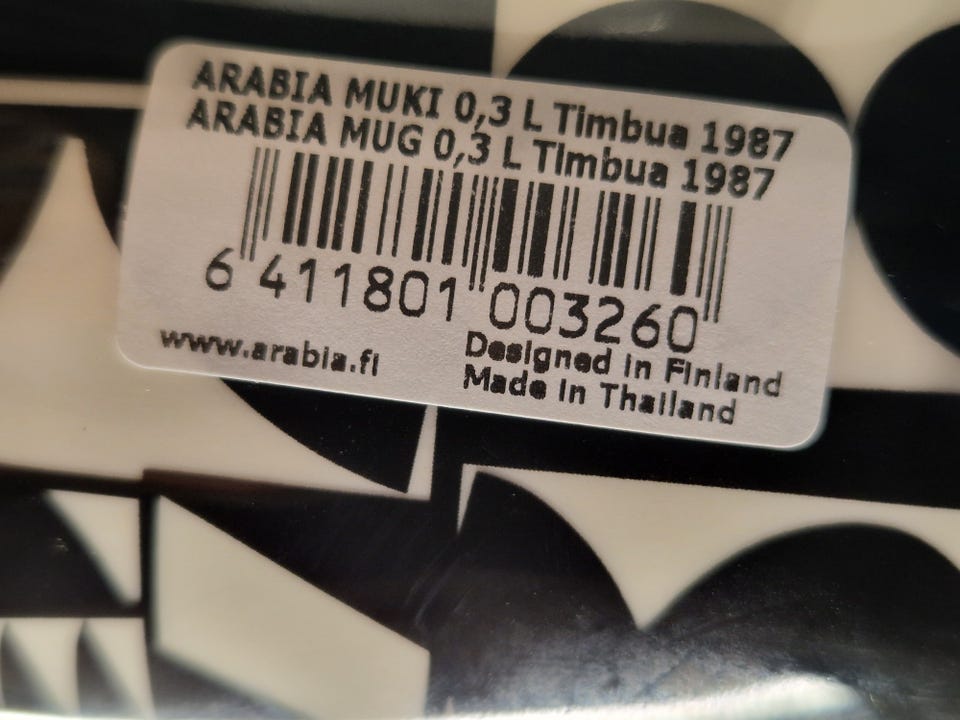 ARABIA MUKI 0,3 L Timbua 1987
ARABIA MUG 0,3 L Timbua 1987
6 411801 003260
www.arabia.fi
Designed in Finland
Made in Thailand